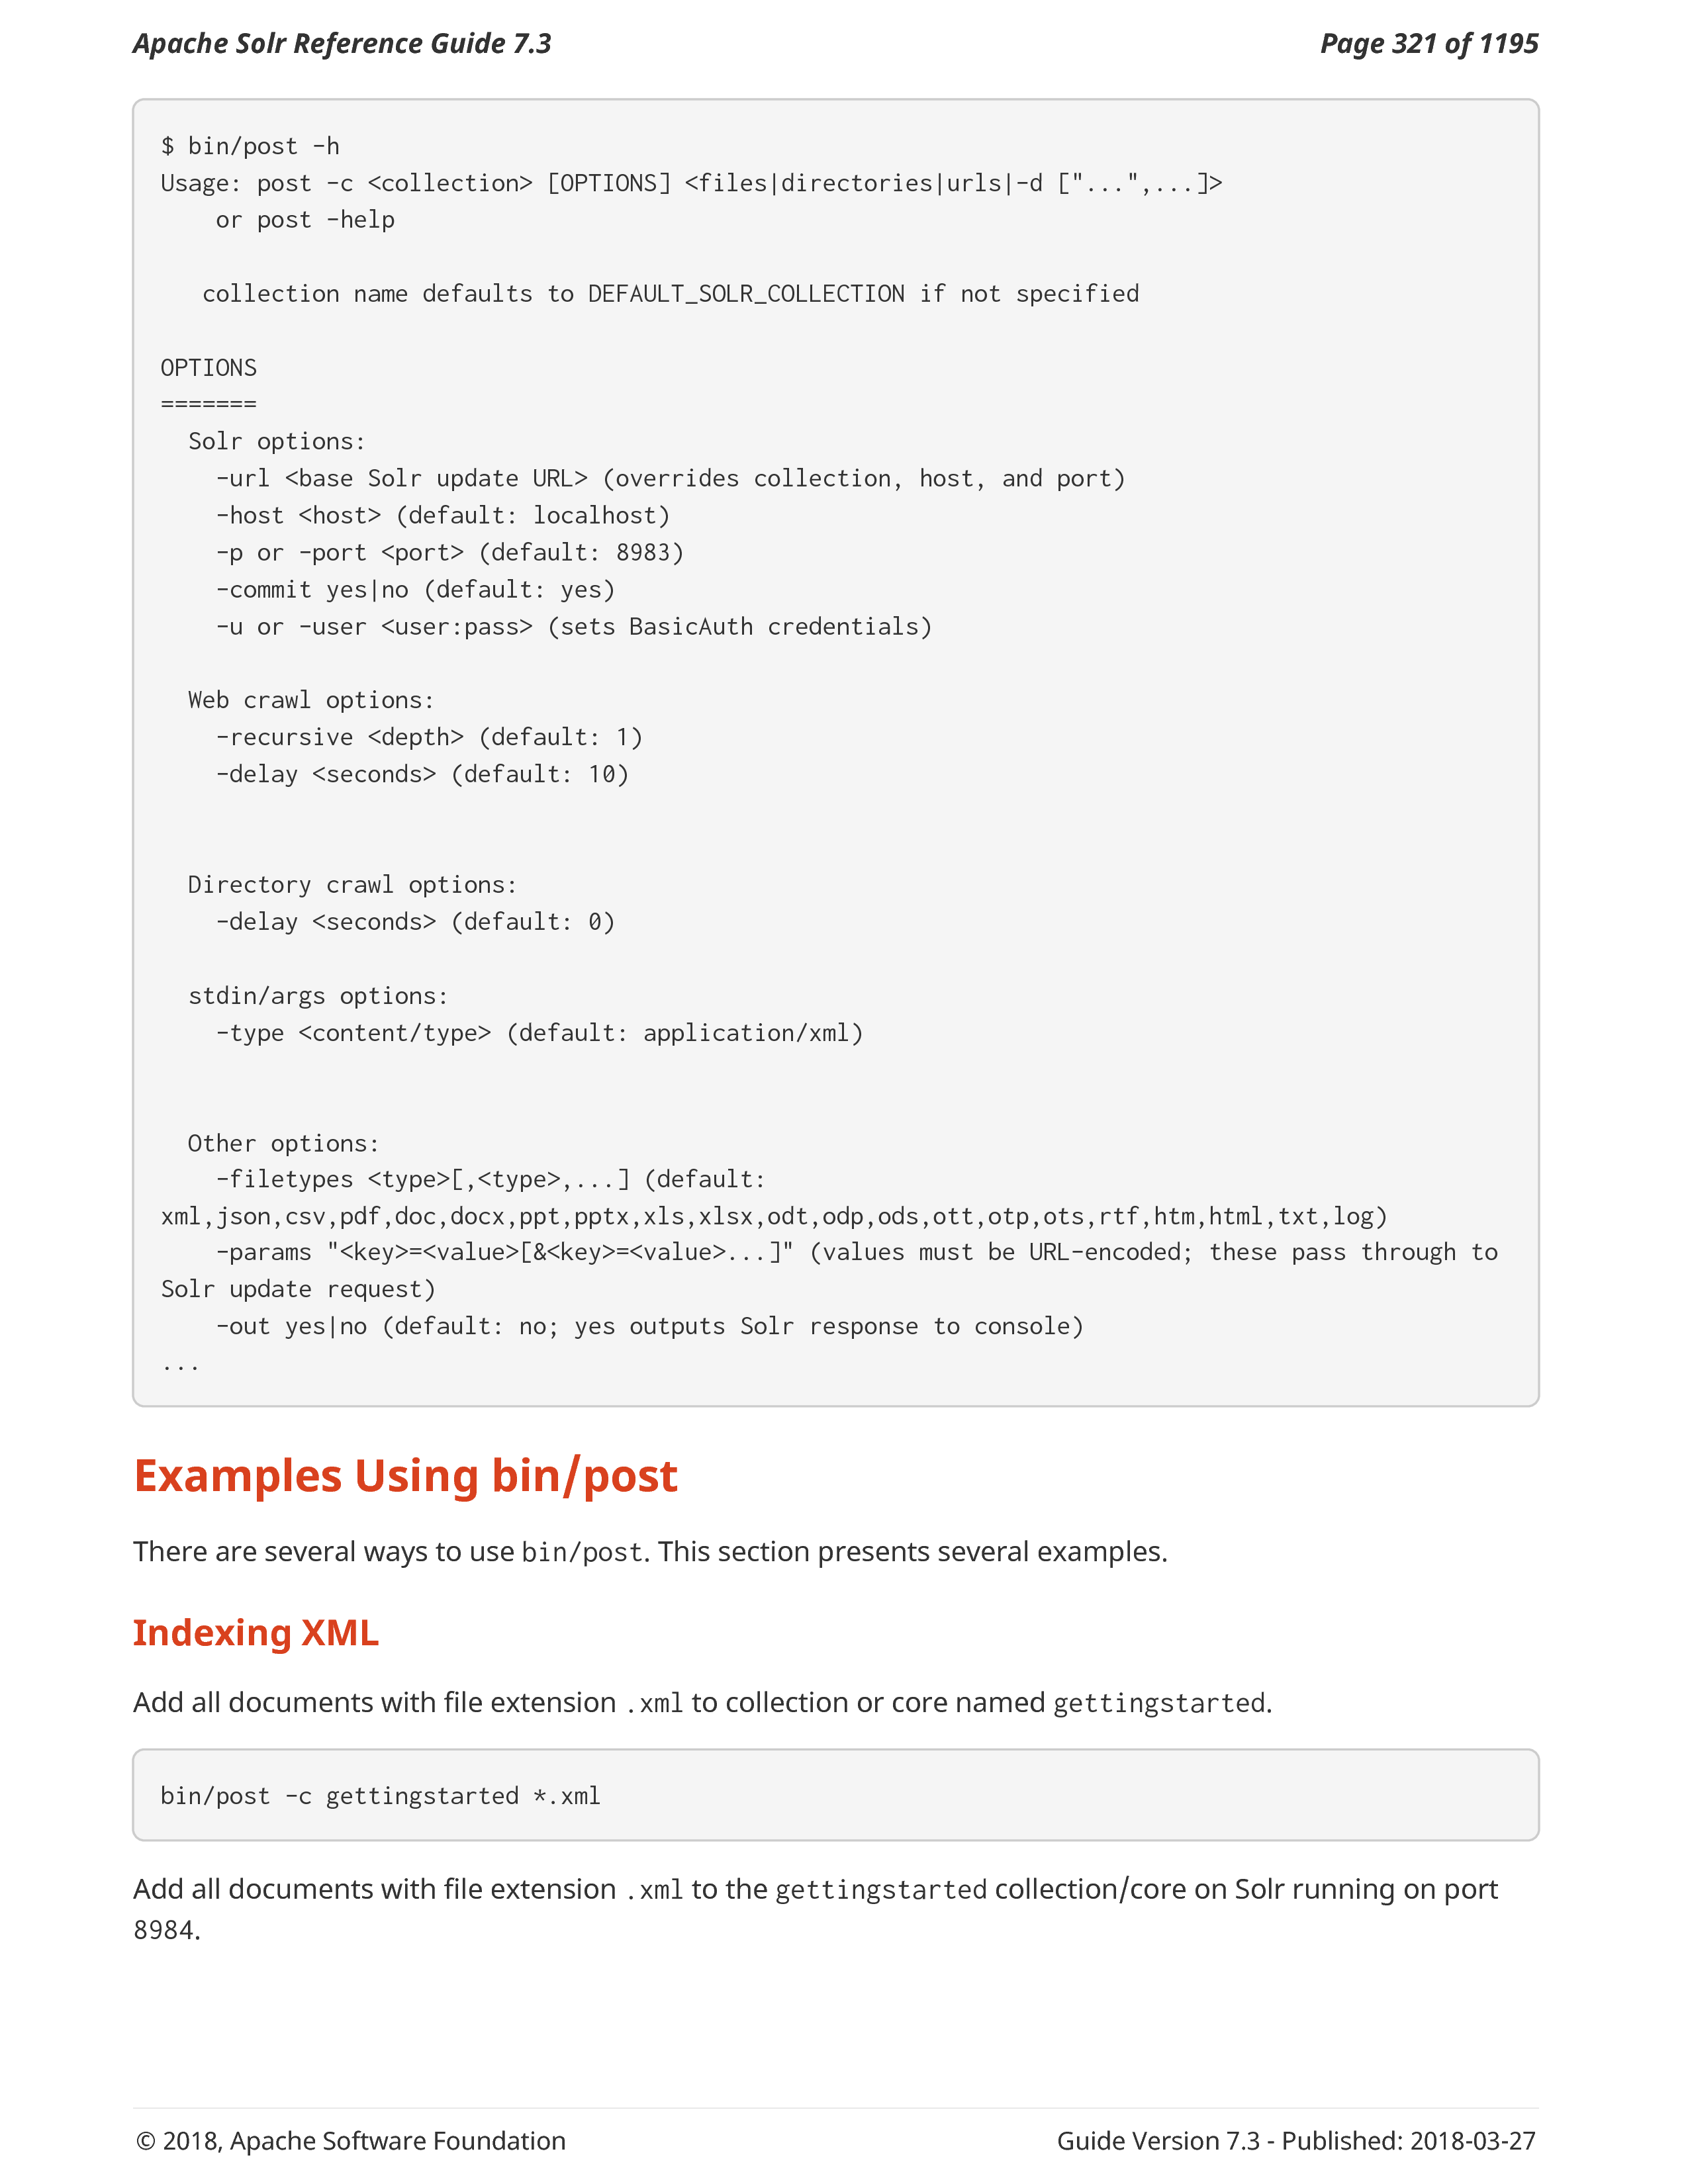 Apache Solr Reference Guide 7.3
Page 321 of 1195
$ bin/post -h
Usage: post -c <collection> [OPTIONS] <files|directories|urls|-d ["...",...]>
    or post -help
   collection name defaults to DEFAULT_SOLR_COLLECTION if not specified
OPTIONS
=======
  Solr options:
    -url <base Solr update URL> (overrides collection, host, and port)
    -host <host> (default: localhost)
    -p or -port <port> (default: 8983)
    -commit yes|no (default: yes)
    -u or -user <user:pass> (sets BasicAuth credentials)
  Web crawl options:
    -recursive <depth> (default: 1)
    -delay <seconds> (default: 10)
  Directory crawl options:
    -delay <seconds> (default: 0)
  stdin/args options:
    -type <content/type> (default: application/xml)
  Other options:
    -filetypes <type>[,<type>,...] (default:
xml,json,csv,pdf,doc,docx,ppt,pptx,xls,xlsx,odt,odp,ods,ott,otp,ots,rtf,htm,html,txt,log)
    -params "<key>=<value>[&<key>=<value>...]" (values must be URL-encoded; these pass through to
Solr update request)
    -out yes|no (default: no; yes outputs Solr response to console)
...
Examples Using bin/post
There are several ways to use bin/post. This section presents several examples.
Indexing XML
Add all documents with file extension .xml to collection or core named gettingstarted.
bin/post -c gettingstarted *.xml
Add all documents with file extension .xml to the gettingstarted collection/core on Solr running on port
8984.
© 2018, Apache Software Foundation
Guide Version 7.3 - Published: 2018-03-27